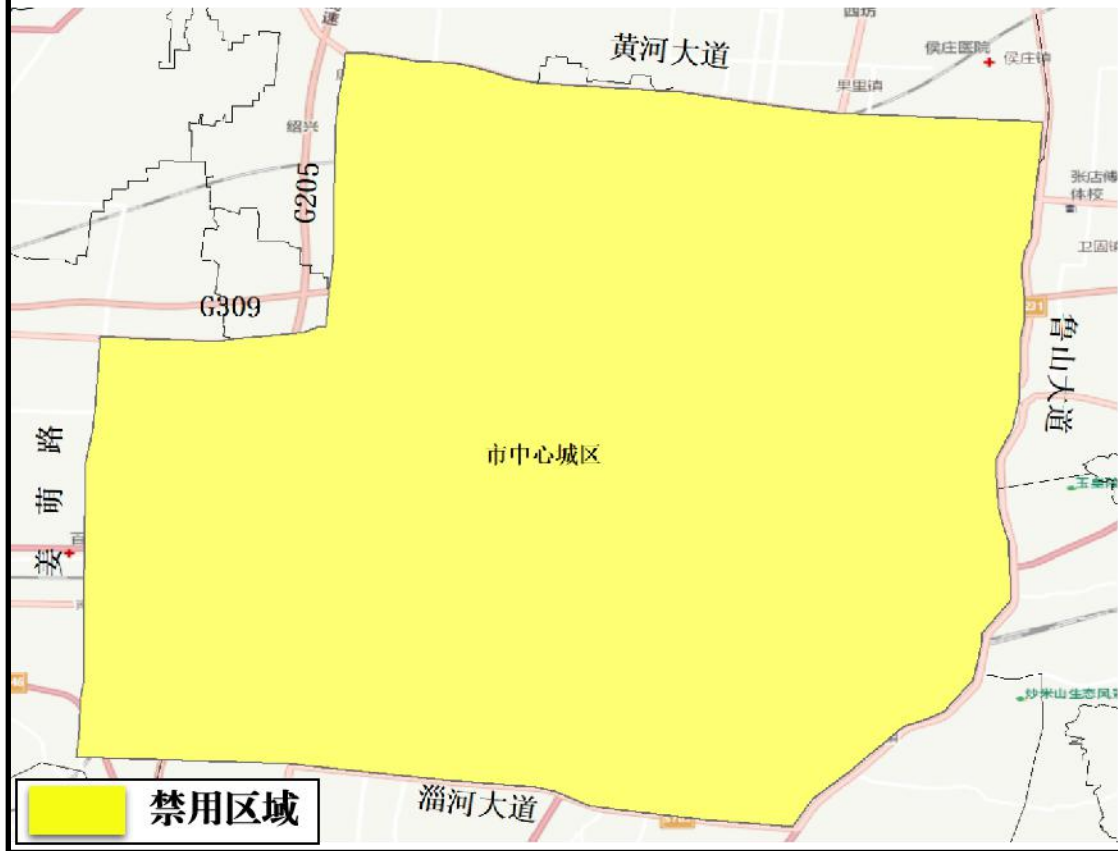 黄河大道
侯庄医院
侯庄镇
果里镇
绍兴
G205
张店傅
体校
卫固镇
G309
鲁山大道
市中心城区
姜萌路
百
炒米山生态风
淄河大道
禁用区域